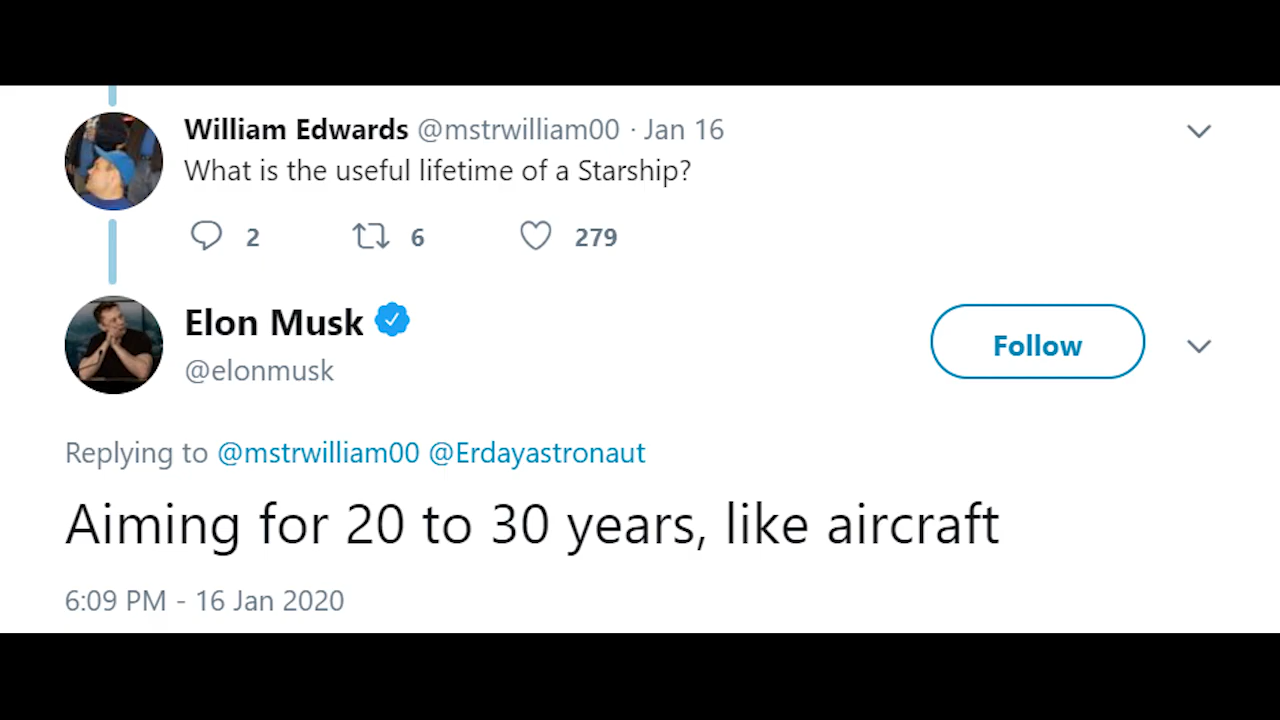 William Edwards @mstrwilliam00 · Jan 16
What is the useful lifetime of a Starship?
2 6 279
Elon Musk
Follow
@elonmusk
Replying to @mstrwilliam00 @Erdayastronaut
Aiming for 20 to 30 years, like aircraft
6:09 PM - 16 Jan 2020